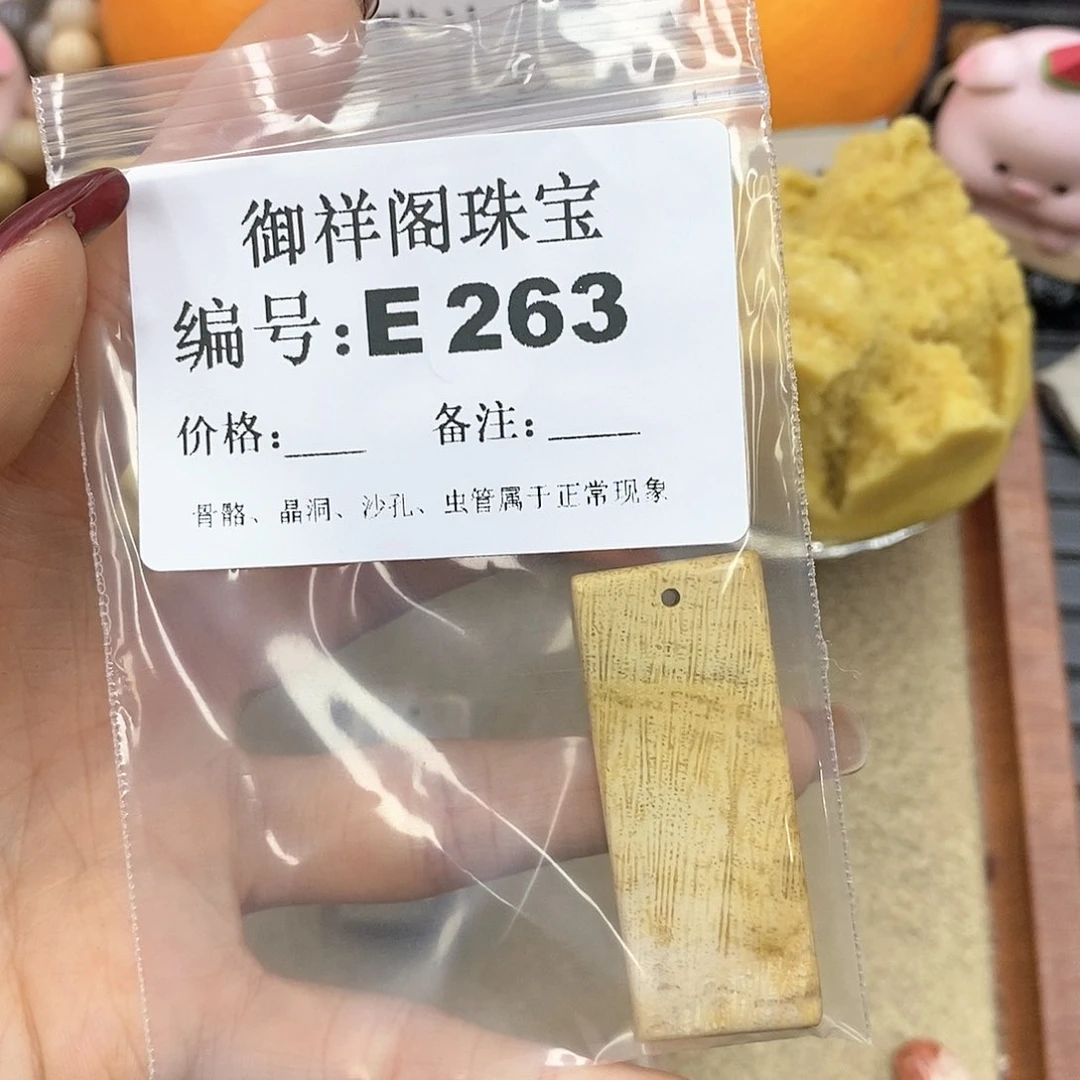 御祥阁珠宝
编号:E 263
价格:____ 备注:_____
骨骼、晶洞、沙孔、虫管属于正常现象